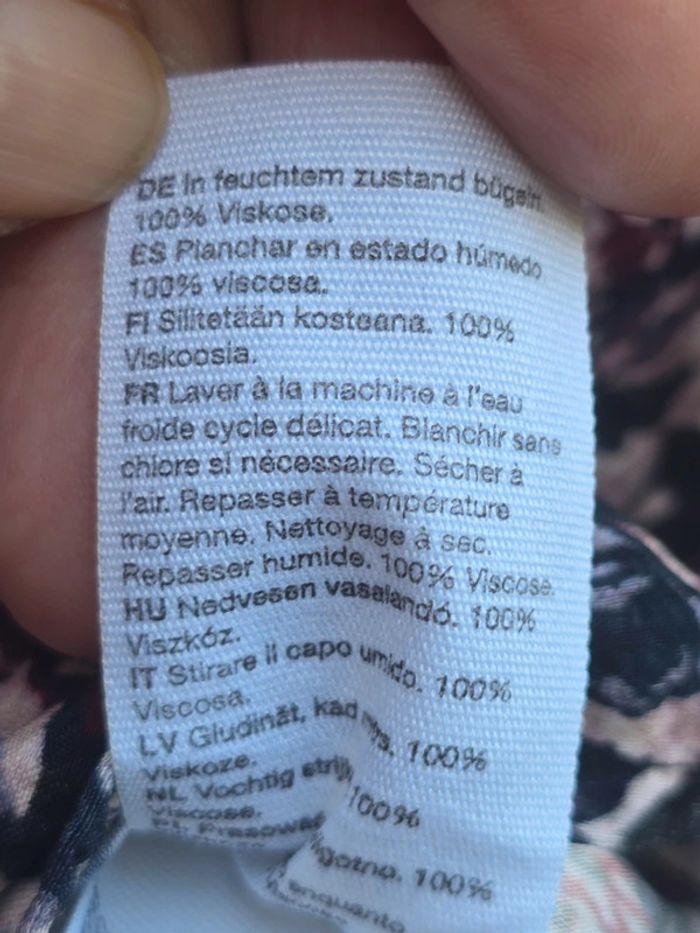 DE In feuchtem zustand bügeln.
100% Viskose.
ES Planchar en estado húmedo
100% viscosa.
FI Silitetään kosteana. 100%
Viskoosia.
FR Laver à la machine à l'eau
froide cycle délicat. Blanchir sans
chlore si nécessaire. Sécher à
l'air. Repasser à température
moyenne. Nettoyage à sec.
Repasser humide. 100% Viscose.
HU Nedvesen vasalandó. 100%
Viszkóz.
IT Stirare il capo umido. 100%
Viscosa.
LV Gludināt, kad 100%
Viskoze.
NL Vochtig 100%
Viscose.
100%
enquanto